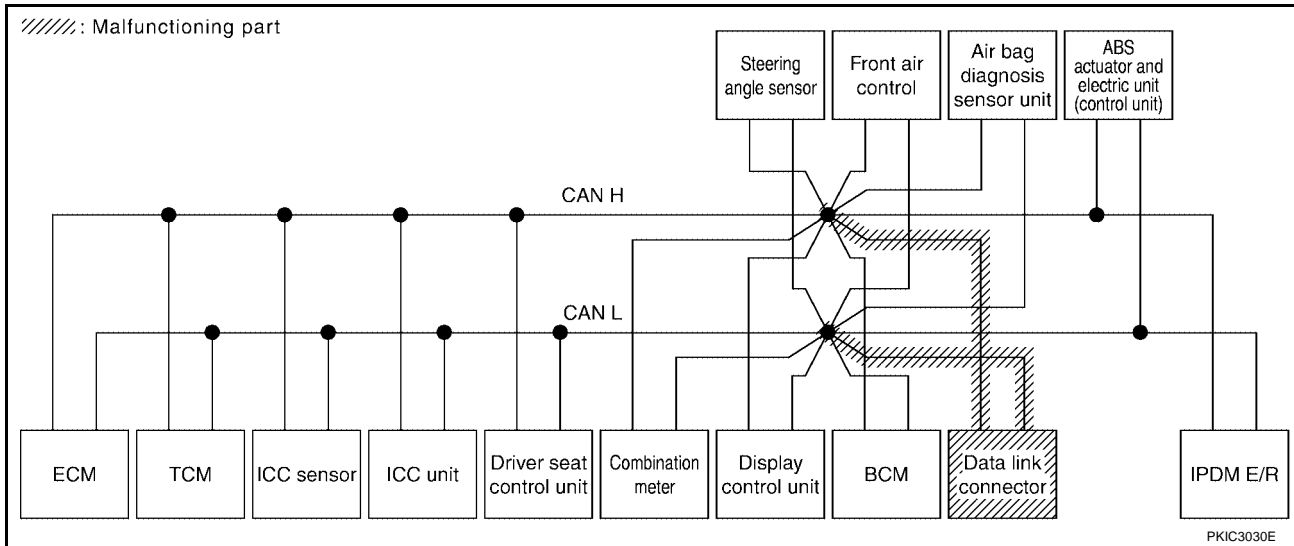 : Malfunctioning part
Steering
angle sensor
Front air
control
Air bag
diagnosis
sensor unit
ABS
actuator and
electric unit
(control unit)
CAN H
CAN L
ECM
TCM
ICC sensor
ICC unit
Driver seat
control unit
Combination
meter
Display
control unit
BCM
Data link
connector
IPDM E/R
PKIC3030E